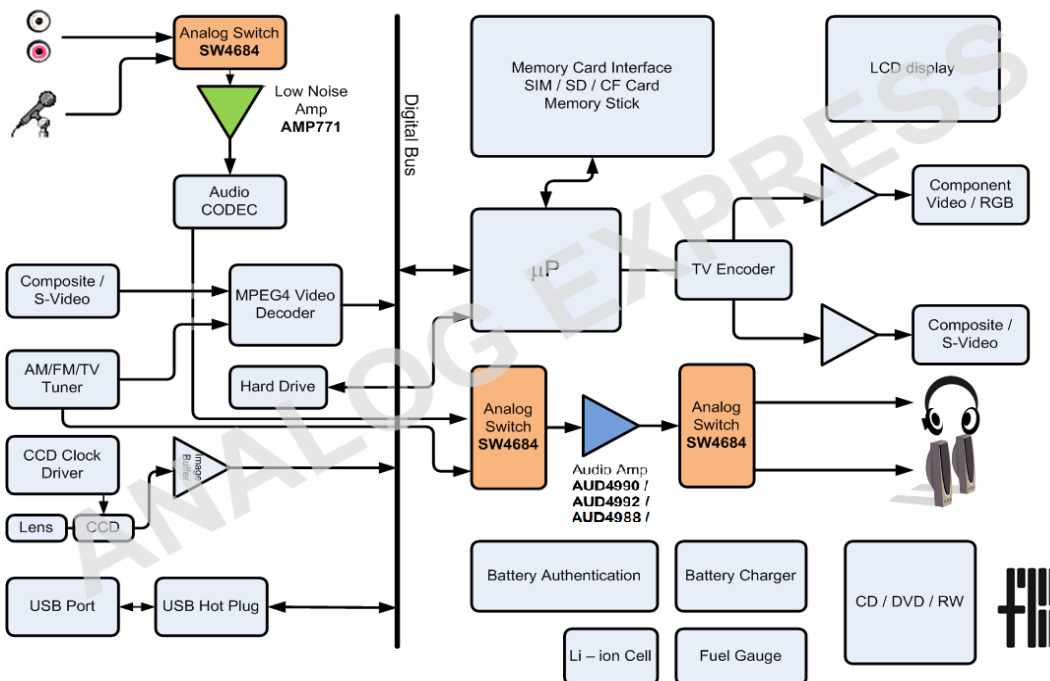 Analog Switch
SW4684
Low Noise
Amp
AMP771
Audio
CODEC
Digital Bus
Memory Card Interface
SIM / SD / CF Card
Memory Stick
LCD display
Component
Video / RGB
μP
TV Encoder
Composite /
S-Video
Composite /
S-Video
MPEG4 Video
Decoder
AM/FM/TV
Tuner
Hard Drive
Analog
Switch
SW4684
Audio Amp
AUD4990 /
AUD4992 /
AUD4988 /
Analog
Switch
SW4684
CCD Clock
Driver
Image
Buffer
Lens
CCD
USB Port
USB Hot Plug
Battery Authentication
Battery Charger
CD / DVD / RW
Li – ion Cell
Fuel Gauge
ANALOG EXPRESS